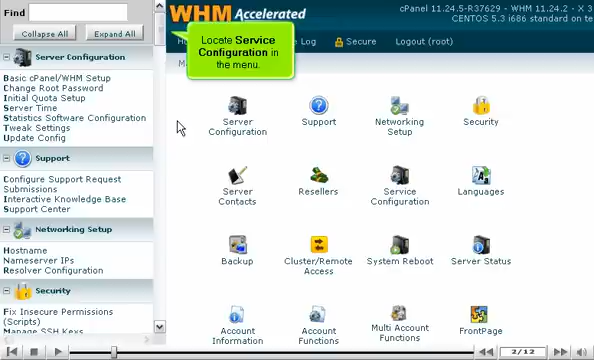 Find
Collapse All
Expand All
Server Configuration
Basic cPanel/WHM Setup
Change Root Password
Initial Quota Setup
Server Time
Statistics Software Configuration
Tweak Settings
Update Config
Support
Configure Support Request
Submissions
Interactive Knowledge Base
Support Center
Networking Setup
Hostname
Nameserver IPs
Resolver Configuration
Security
Fix Insecure Permissions
(Scripts)
Manage SSH Keys
WHM Accelerated
cPanel 11.24.5-R37629 - WHM 11.24.2 - X 3
CENTOS 5.3 i686 standard on
Log
Secure
Logout (root)
Locate Service
Configuration in
the menu.
Server
Configuration
Support
Networking
Setup
Security
Server
Contacts
Resellers
Service
Configuration
Languages
Backup
Cluster/Remote
Access
System Reboot
Server Status
Account
Information
Account
Functions
Multi Account
Functions
FrontPage
2/12